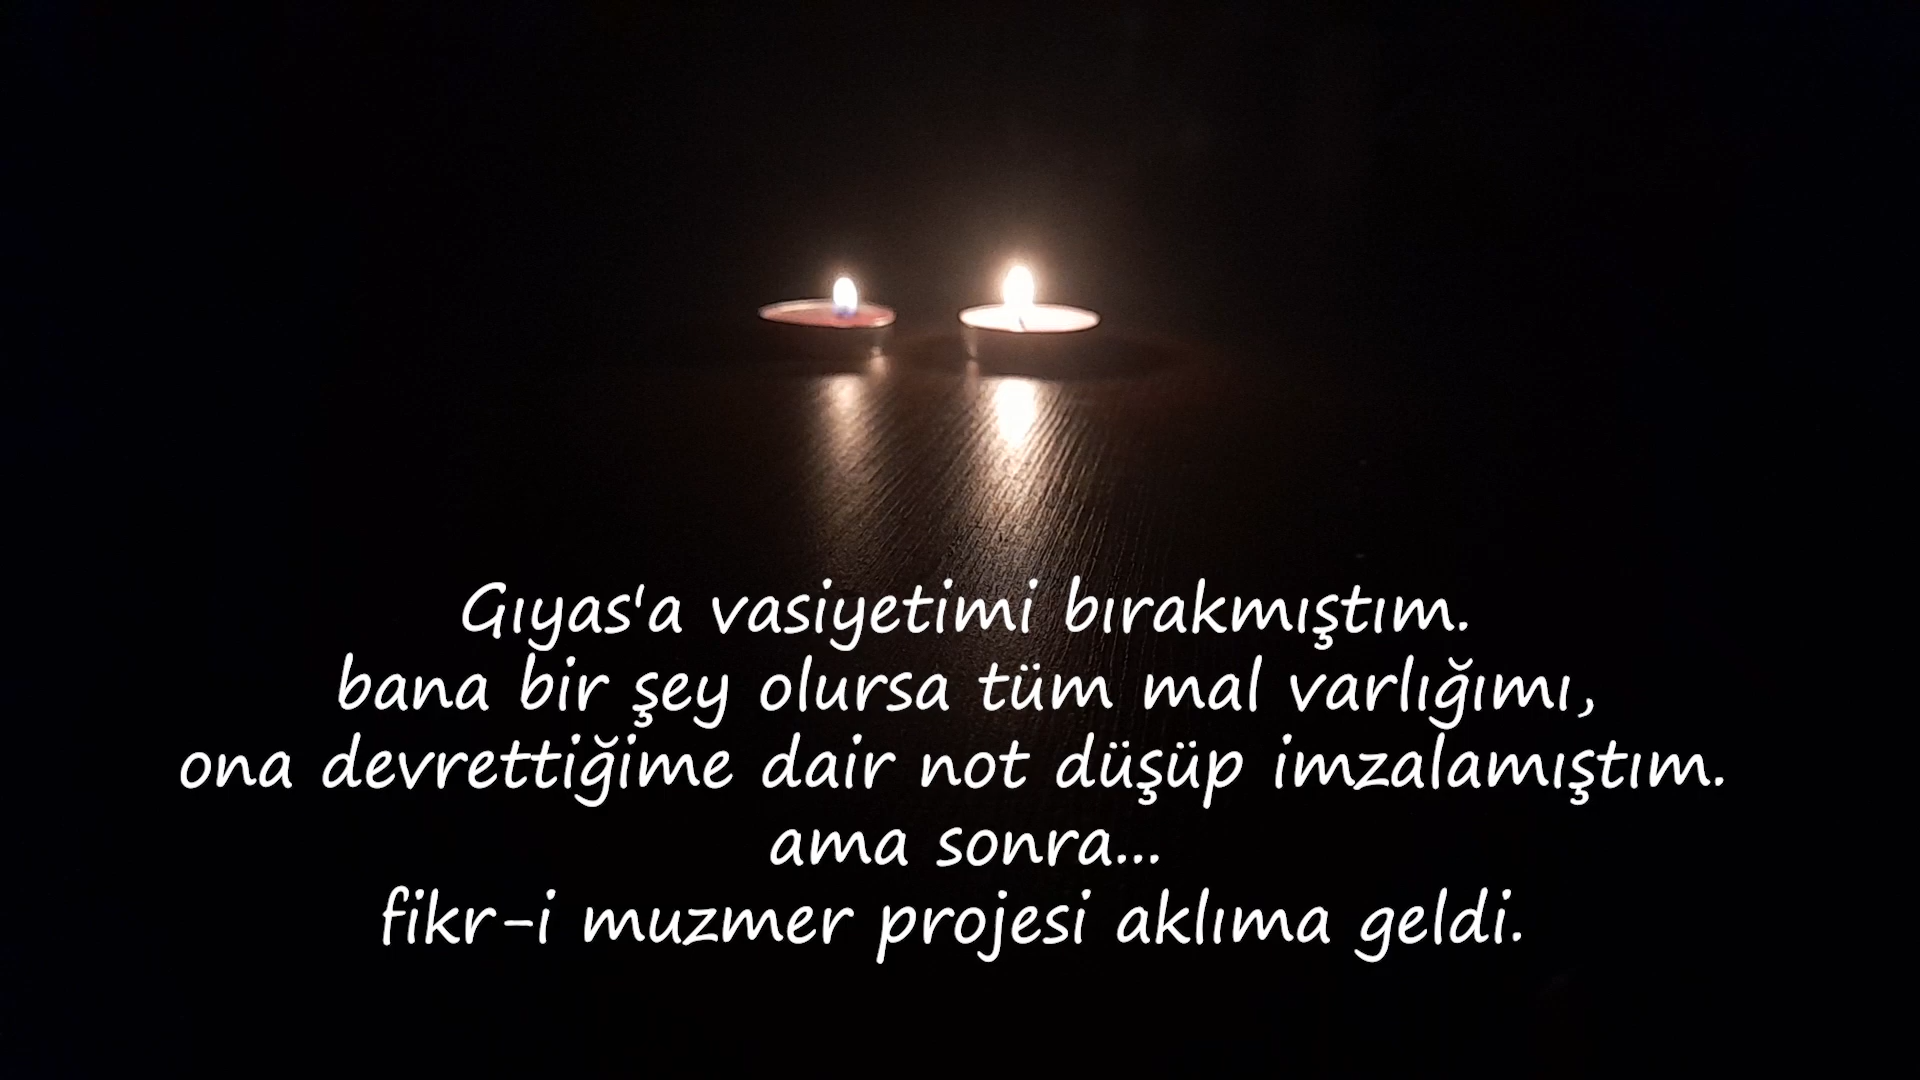 Gıyas'a vasiyetimi bırakmıştım.
bana bir şey olursa tüm mal varlığımı,
ona devrettiğime dair not düşüp imzalamıştım.
ama sonra...
fikr-i muzmer projesi aklıma geldi.